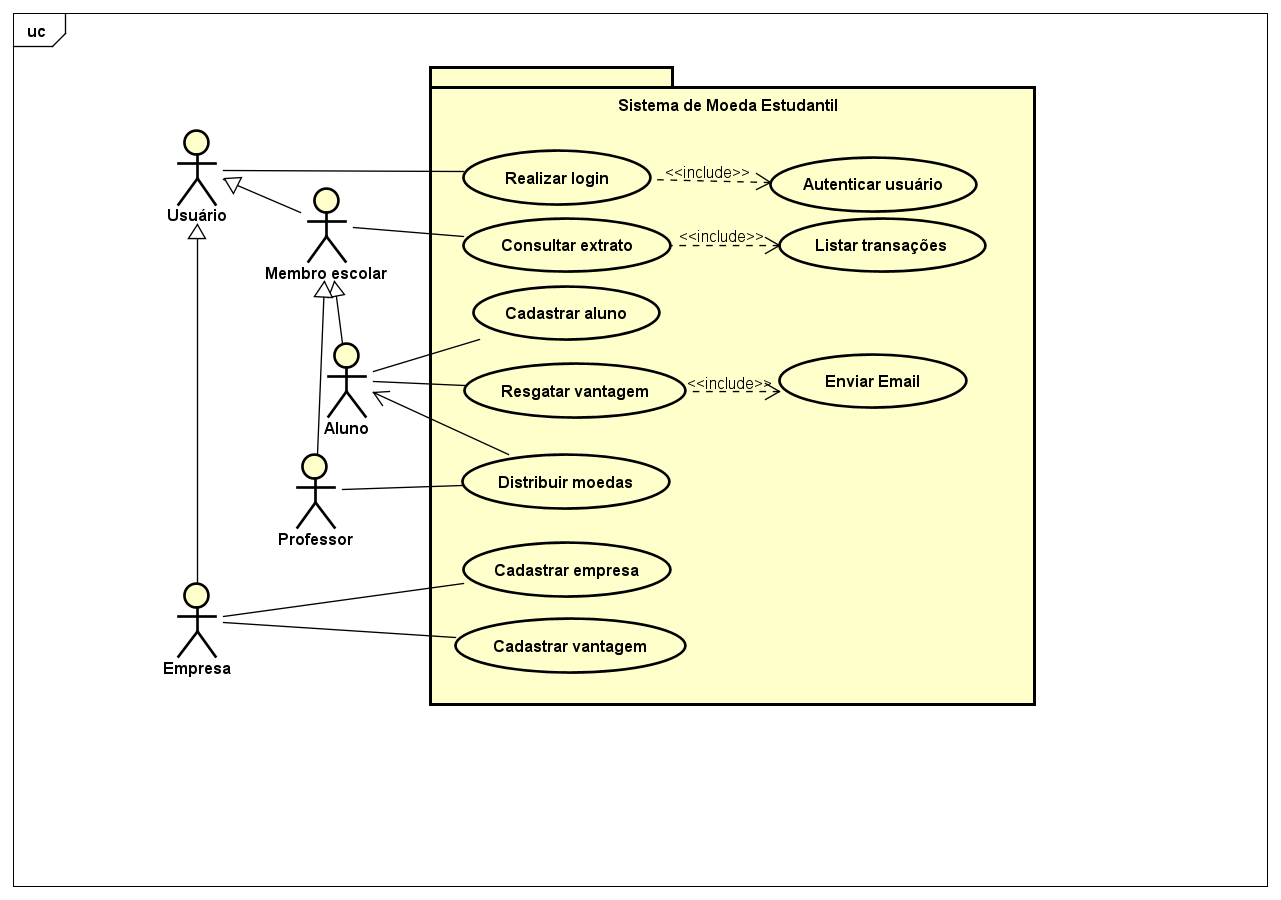 uc
Sistema de Moeda Estudantil
Usuário
Realizar login
<<include>>
Autenticar usuário
Membro escolar
Consultar extrato
<<include>>
Listar transações
Cadastrar aluno
Aluno
Resgatar vantagem
<<include>>
Enviar Email
Professor
Distribuir moedas
Empresa
Cadastrar empresa
Cadastrar vantagem